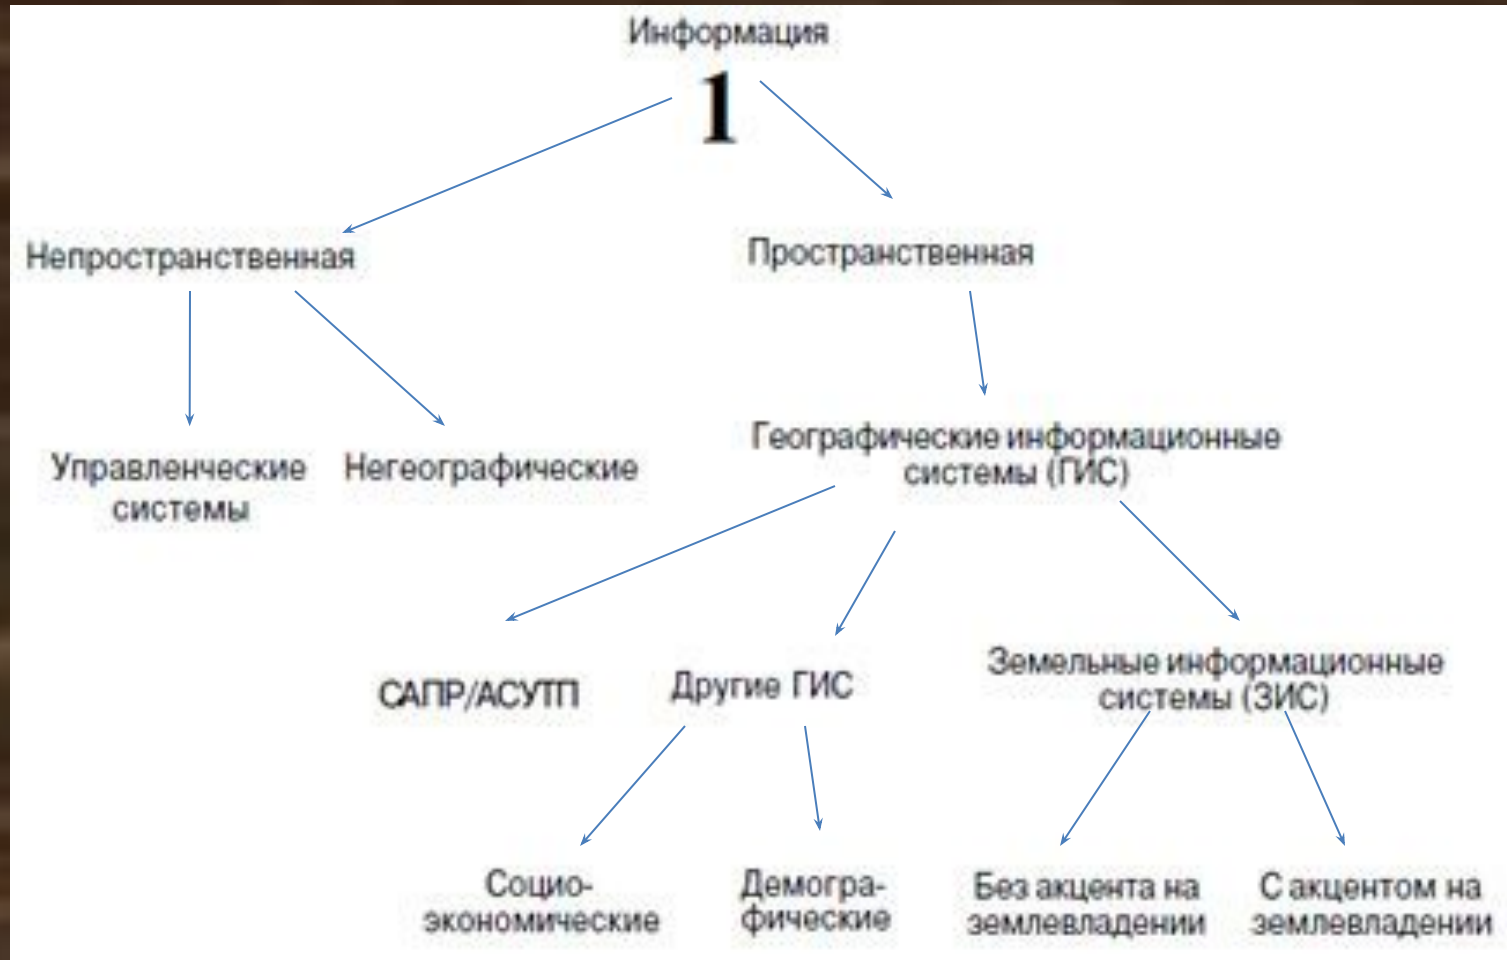 Информация
1
Непространственная
Пространственная
Управленческие
системы
Негеографические
Географические информационные
системы (ГИС)
САПР/АСУТП
Другие ГИС
Земельные информационные
системы (ЗИС)
Социо-
экономические
Демогра-
фические
Без акцента на
землевладении
С акцентом на
землевладении